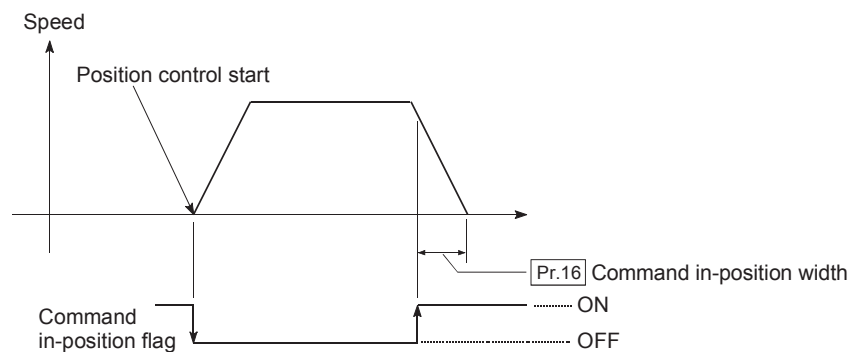 Speed
Position control start
Pr.16 Command in-position width
ON
Command
in-position flag
OFF